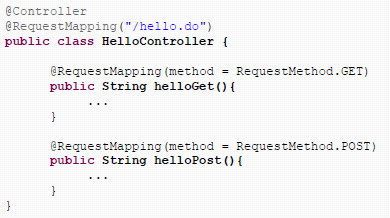 @Controller
@RequestMapping("/hello.do")
public class HelloController {
@RequestMapping(method = RequestMethod.GET)
public String helloGet(){
...
}
@RequestMapping(method = RequestMethod.POST)
public String helloPost(){
...
}
}